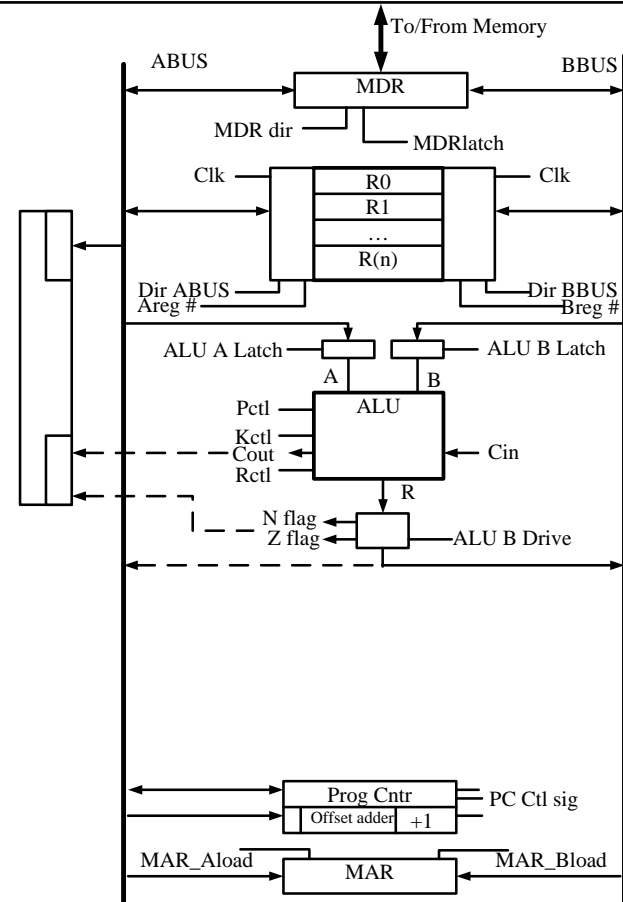 To/From Memory
ABUS
BBUS
MDR
MDR dir
MDRlatch
Clk
R0
Clk
R1
...
R(n)
Dir ABUS
Dir BBUS
Areg #
Breg #
ALU A Latch
ALU B Latch
A
B
ALU
Pctl
Kctl
Cout
Cin
Rctl
R
N flag
Z flag
ALU B Drive
Prog Cntr
PC Ctl sig
Offset adder
+1
MAR_Aload
MAR_Bload
MAR